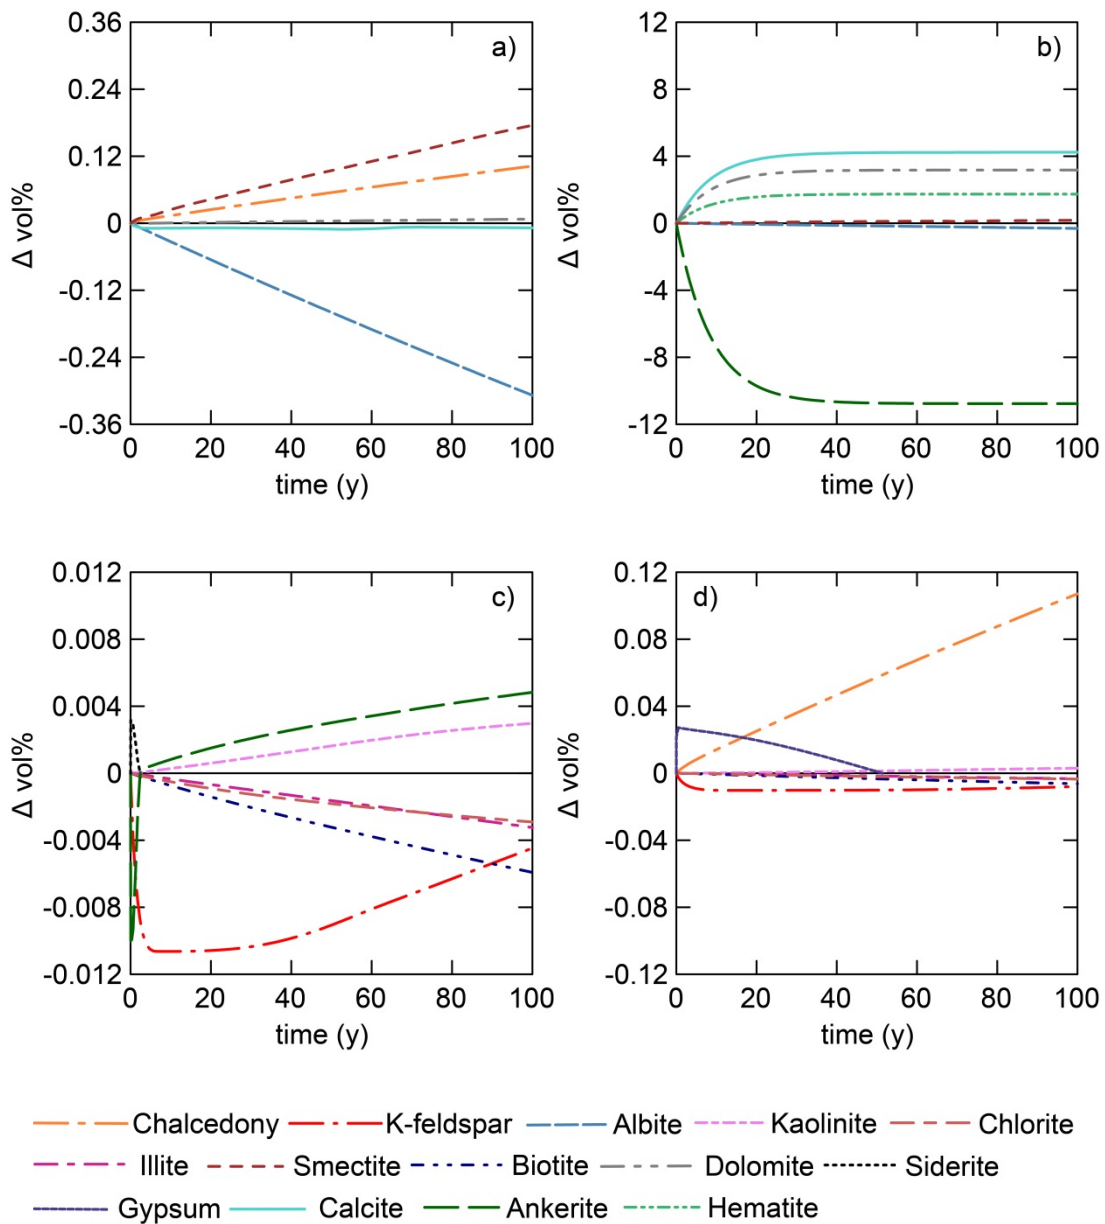 0.36
a)
0.24
0.12
0
-0.12
-0.24
-0.36
Δ vol%
0 20 40 60 80 100
time (y)
12
b)
8
4
0
-4
-8
-12
Δ vol%
0 20 40 60 80 100
time (y)
0.012
c)
0.008
0.004
0
-0.004
-0.008
-0.012
Δ vol%
0 20 40 60 80 100
time (y)
0.12
d)
0.08
0.04
0
-0.04
-0.08
-0.12
Δ vol%
0 20 40 60 80 100
time (y)
Chalcedony K-feldspar Albite Kaolinite Chlorite
Illite Smectite Biotite Dolomite Siderite
Gypsum Calcite Ankerite Hematite